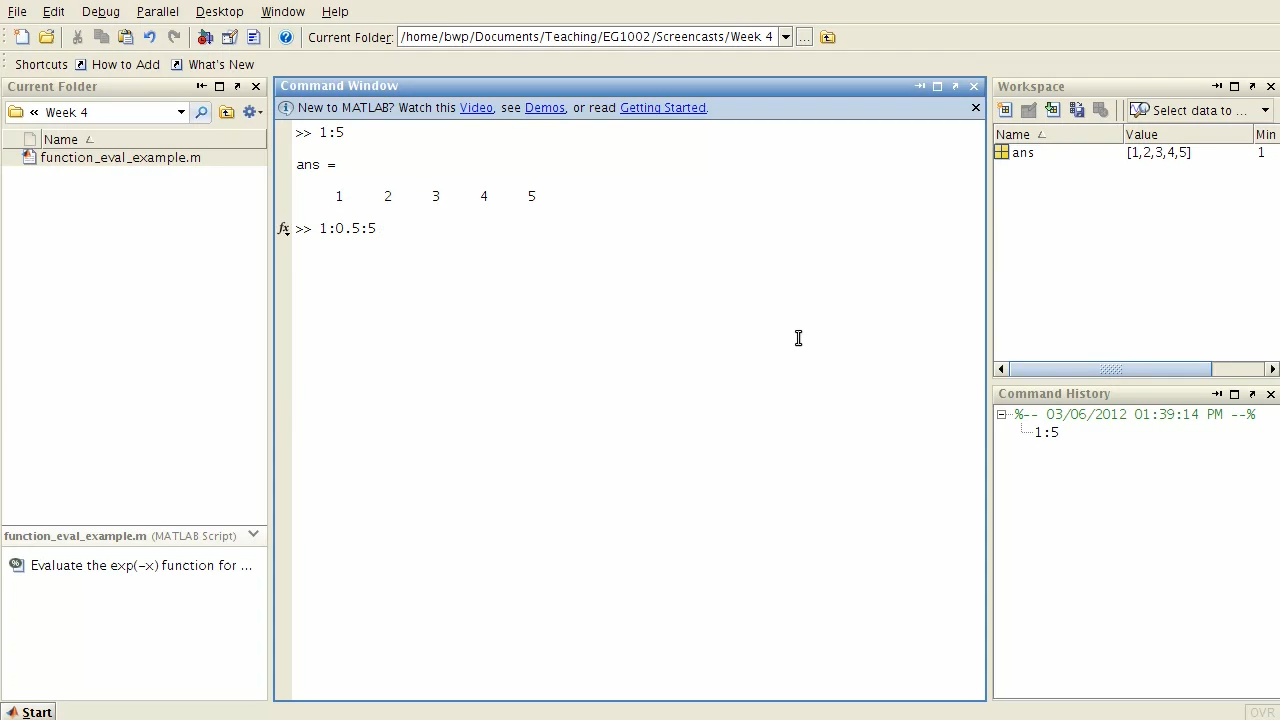 File Edit Debug Parallel Desktop Window Help
Current Folder: /home/bwp/Documents/Teaching/EG1002/Screencasts/Week 4 ...
Shortcuts How to Add What's New
Current Folder
« Week 4
Name
function_eval_example.m
function_eval_example.m (MATLAB Script)
Evaluate the exp(-x) function for ...
Start
Command Window
New to MATLAB? Watch this Video, see Demos, or read Getting Started.
>> 1:5
ans =
1 2 3 4 5
fx >> 1:0.5:5
Workspace
Select data to ...
Name Value Min
ans [1,2,3,4,5] 1
Command History
%-- 03/06/2012 01:39:14 PM --%
1:5
OVR